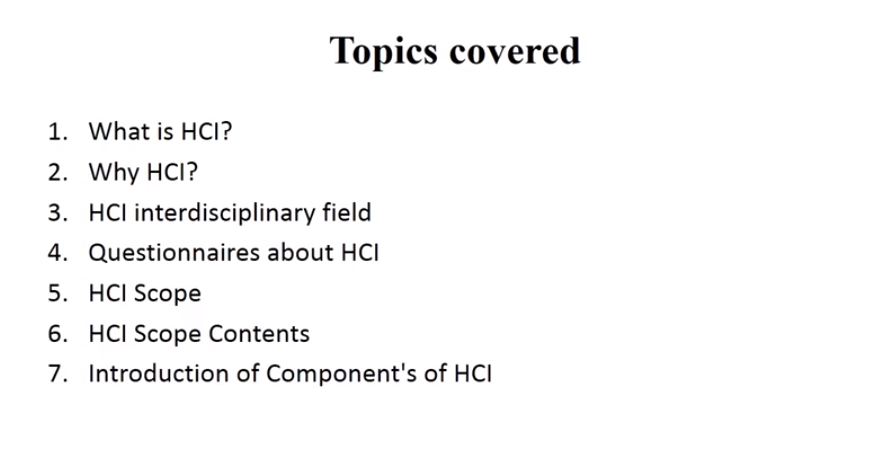 Topics covered
1. What is HCI?
2. Why HCI?
3. HCI interdisciplinary field
4. Questionnaires about HCI
5. HCI Scope
6. HCI Scope Contents
7. Introduction of Component's of HCI